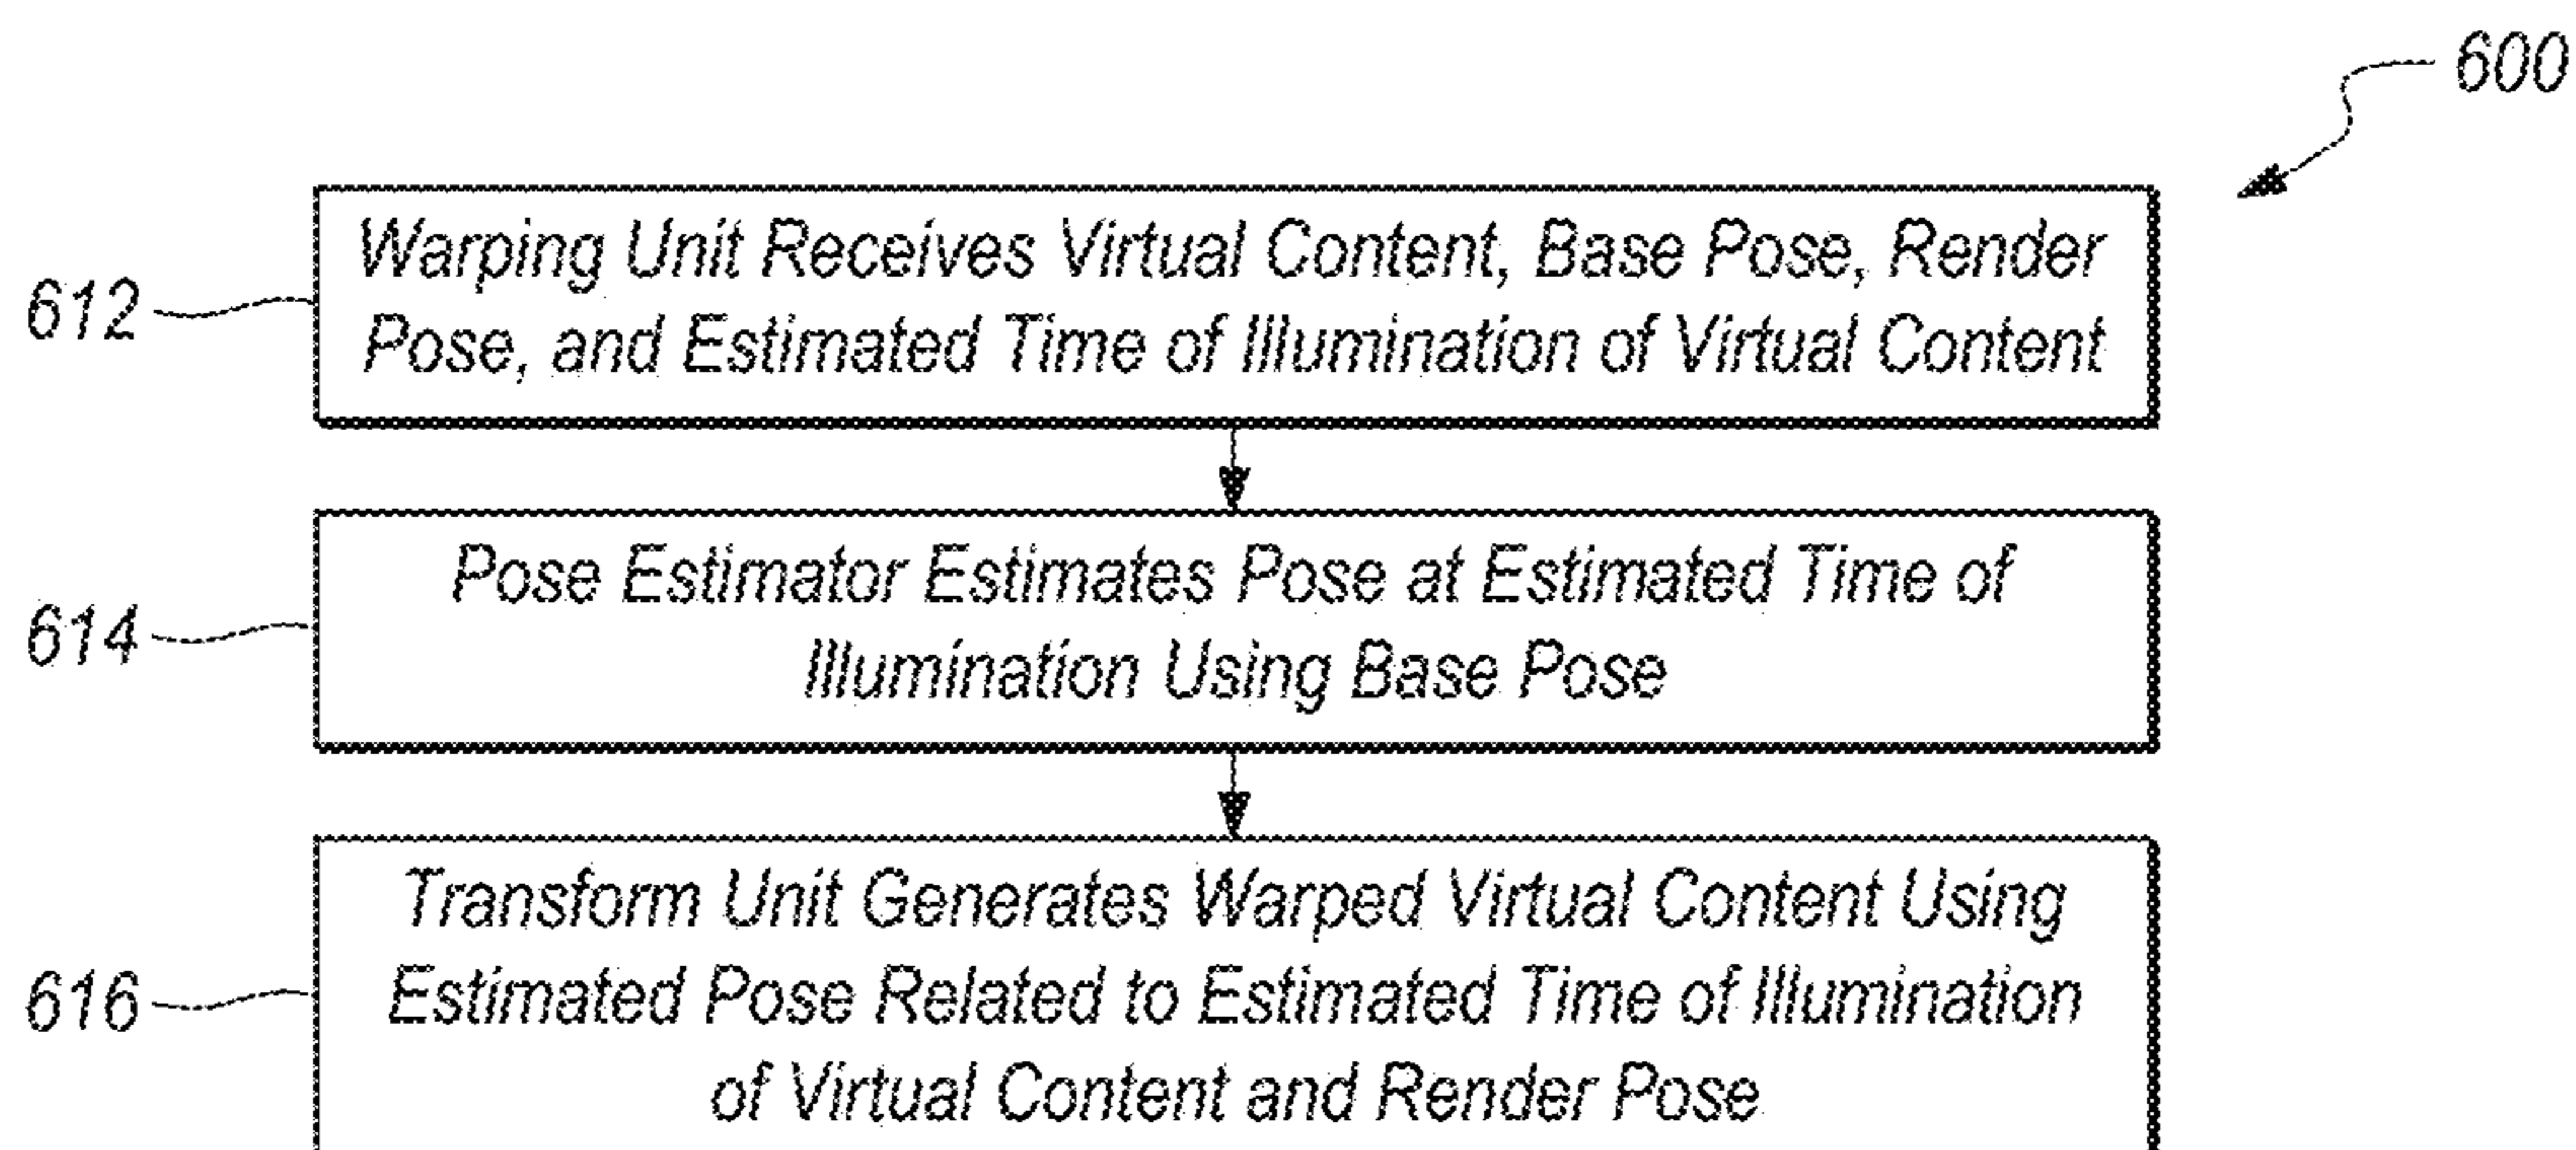 600
612
Warping Unit Receives Virtual Content, Base Pose, Render
Pose, and Estimated Time of Illumination of Virtual Content
614
Pose Estimator Estimates Pose at Estimated Time of
Illumination Using Base Pose
616
Transform Unit Generates Warped Virtual Content Using
Estimated Pose Related to Estimated Time of Illumination
of Virtual Content and Render Pose